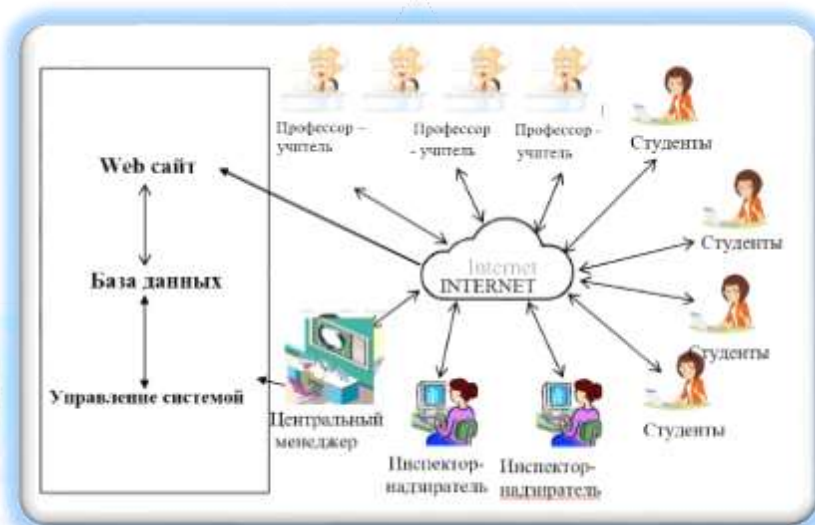 Профессор –
учитель
Профессор
- учитель
Профессор -
учитель
Студенты
Web сайт
Студенты
Internet
INTERNET
База данных
Студенты
Управление системой
Центральный
менеджер
Студенты
Инспектор-
надзиратель
Инспектор-
надзиратель